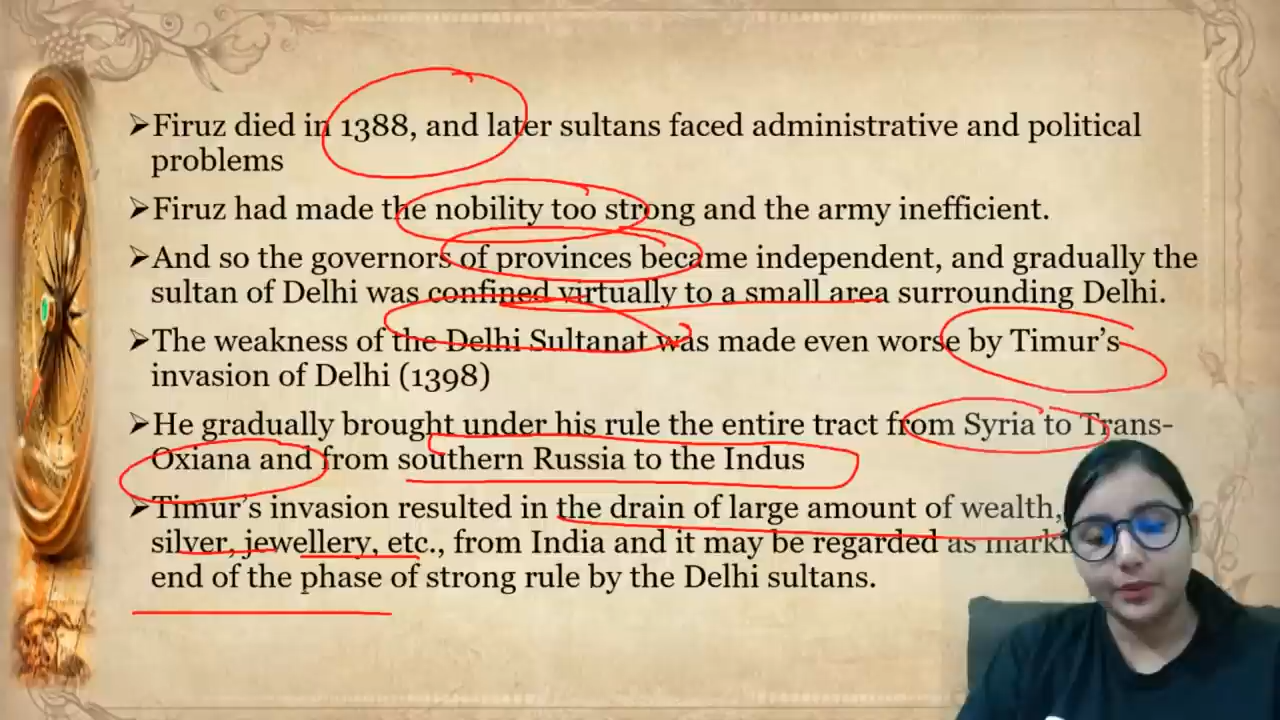 ➢Firuz died in 1388, and later sultans faced administrative and political
problems
➢Firuz had made the nobility too strong and the army inefficient.
➢And so the governors of provinces became independent, and gradually the
sultan of Delhi was confined virtually to a small area surrounding Delhi.
➢The weakness of the Delhi Sultanat was made even worse by Timur's
invasion of Delhi (1398)
➢He gradually brought under his rule the entire tract from Syria to Trans-
Oxiana and from southern Russia to the Indus
➢Timur's invasion resulted in the drain of large amount of wealth,
silver, jewellery, etc., from India and it may be regarded as
end of the phase of strong rule by the Delhi sultans.